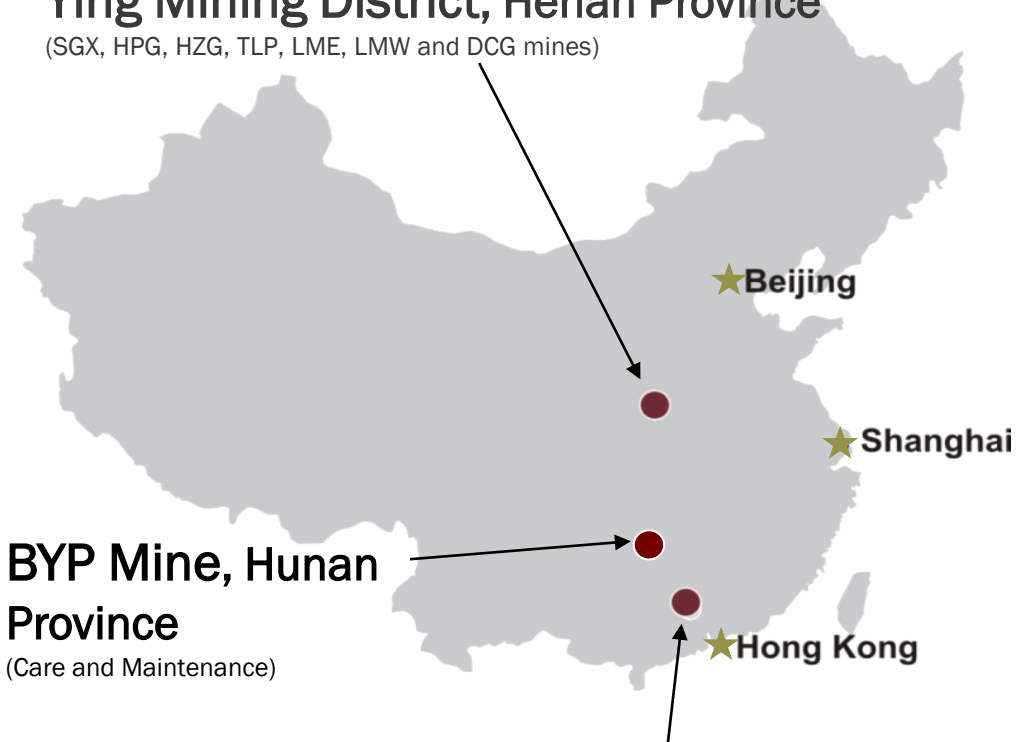 Ying Mining District, Henan Province
(SGX, HPG, HZG, TLP, LME, LMW and DCG mines)
Beijing
Shanghai
BYP Mine, Hunan
Province
(Care and Maintenance)
Hong Kong